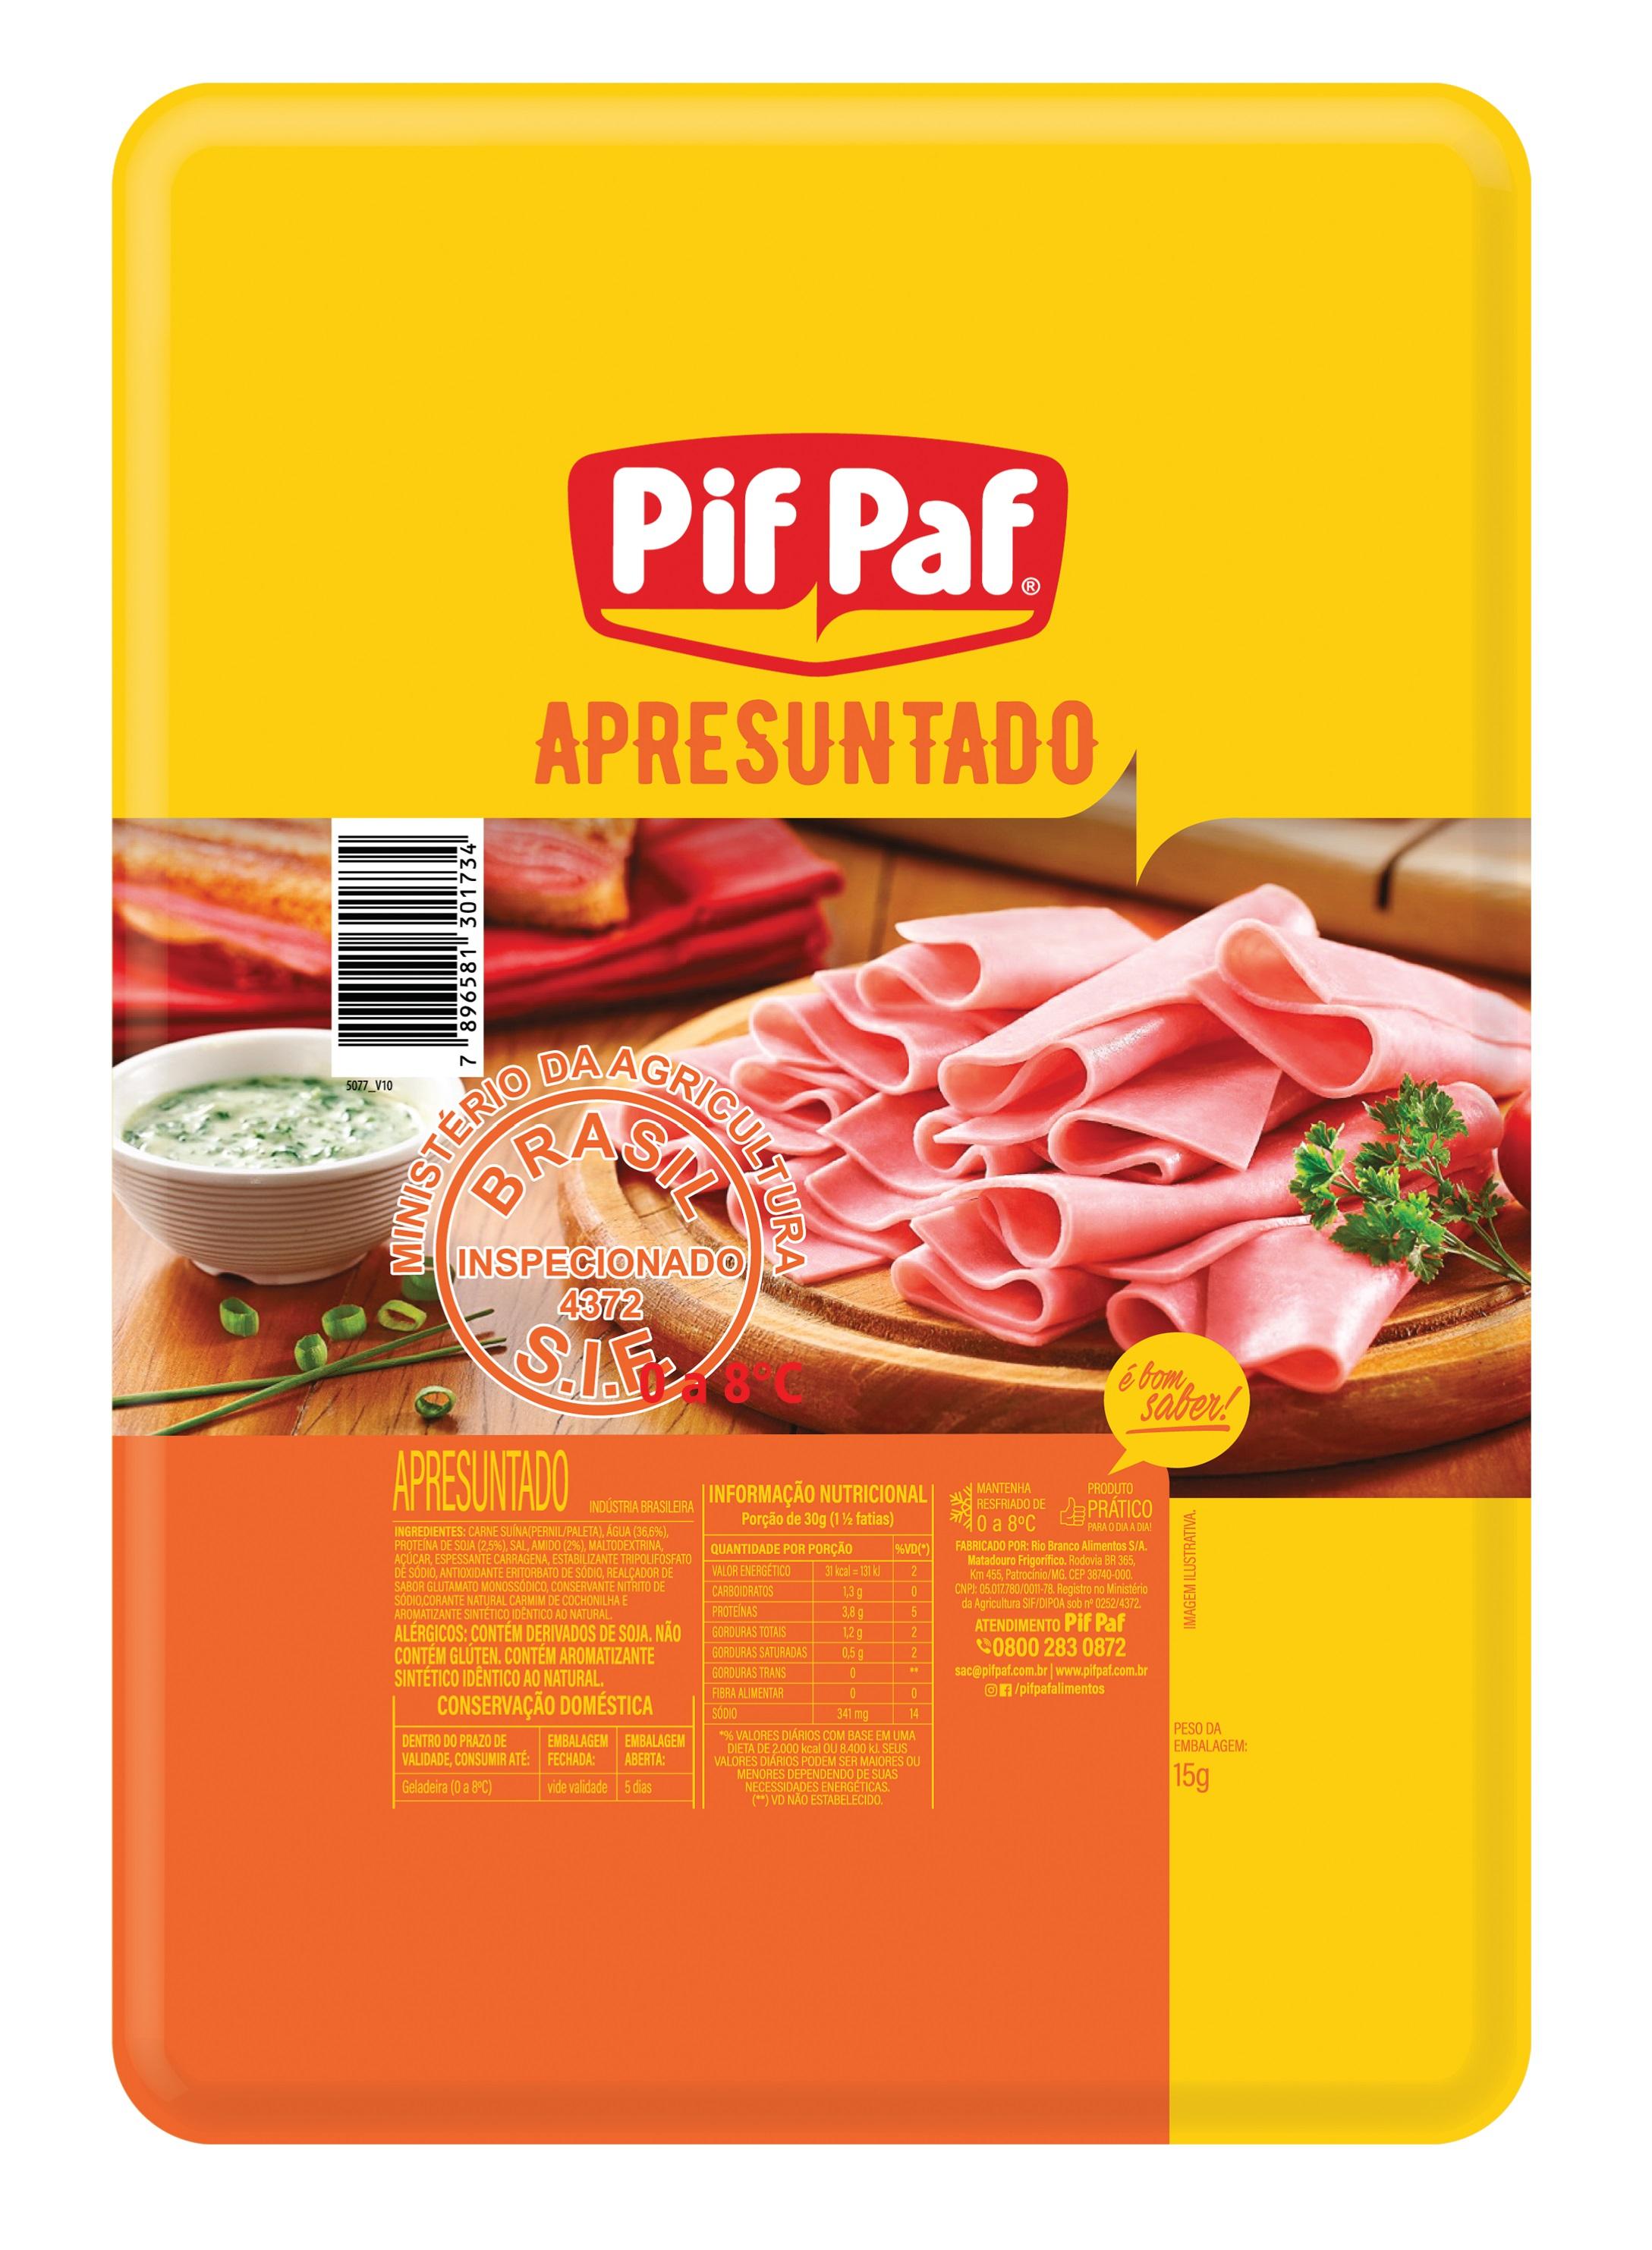 Pif Paf®
APRESUNTADO
7 896581 301734
5077_V10
MINISTÉRIO DA AGRICULTURA
BRASIL
INSPECIONADO
4372
S.I.F.
0 a 8°C
é bom
saber!
APRESUNTADO
INDÚSTRIA BRASILEIRA
INGREDIENTES: CARNE SUÍNA(PERNIL/PALETA), ÁGUA (36,6%),
PROTEÍNA DE SOJA (2,5%), SAL, AMIDO (2%), MALTODEXTRINA,
AÇÚCAR, ESPESSANTE CARRAGENA, ESTABILIZANTE TRIPOLIFOSFATO
DE SÓDIO, ANTIOXIDANTE ERITORBATO DE SÓDIO, REALÇADOR DE
SABOR GLUTAMATO MONOSSÓDICO, CONSERVANTE NITRITO DE
SÓDIO,CORANTE NATURAL CARMIM DE COCHONILHA E
AROMATIZANTE SINTÉTICO IDÊNTICO AO NATURAL.
ALÉRGICOS: CONTÉM DERIVADOS DE SOJA. NÃO
CONTÉM GLÚTEN. CONTÉM AROMATIZANTE
SINTÉTICO IDÊNTICO AO NATURAL.
CONSERVAÇÃO DOMÉSTICA
DENTRO DO PRAZO DE VALIDADE, CONSUMIR ATÉ: EMBALAGEM FECHADA: EMBALAGEM ABERTA:
Geladeira (0 a 8ºC) vide validade 5 dias
INFORMAÇÃO NUTRICIONAL
Porção de 30g (1 ½ fatias)
QUANTIDADE POR PORÇÃO %VD(*)
VALOR ENERGÉTICO 31 kcal = 131 kJ 2
CARBOIDRATOS 1,3 g 0
PROTEÍNAS 3,8 g 5
GORDURAS TOTAIS 1,2 g 2
GORDURAS SATURADAS 0,5 g 2
GORDURAS TRANS 0 **
FIBRA ALIMENTAR 0 0
SÓDIO 341 mg 14
*% VALORES DIÁRIOS COM BASE EM UMA
DIETA DE 2.000 kcal OU 8.400 kJ. SEUS
VALORES DIÁRIOS PODEM SER MAIORES OU
MENORES DEPENDENDO DE SUAS
NECESSIDADES ENERGÉTICAS.
(**) VD NÃO ESTABELECIDO.
MANTENHA
RESFRIADO DE
0 a 8ºC
PRODUTO
PRÁTICO
PARA O DIA A DIA!
FABRICADO POR: Rio Branco Alimentos S/A.
Matadouro Frigorífico. Rodovia BR 365,
Km 455, Patrocínio/MG. CEP 38740-000.
CNPJ: 05.017.780/0011-78. Registro no Ministério
da Agricultura SIF/DIPOA sob nº 0252/4372.
ATENDIMENTO Pif Paf
0800 283 0872
sac@pifpaf.com.br | www.pifpaf.com.br
/pifpafalimentos
IMAGEM ILUSTRATIVA.
PESO DA
EMBALAGEM:
15g